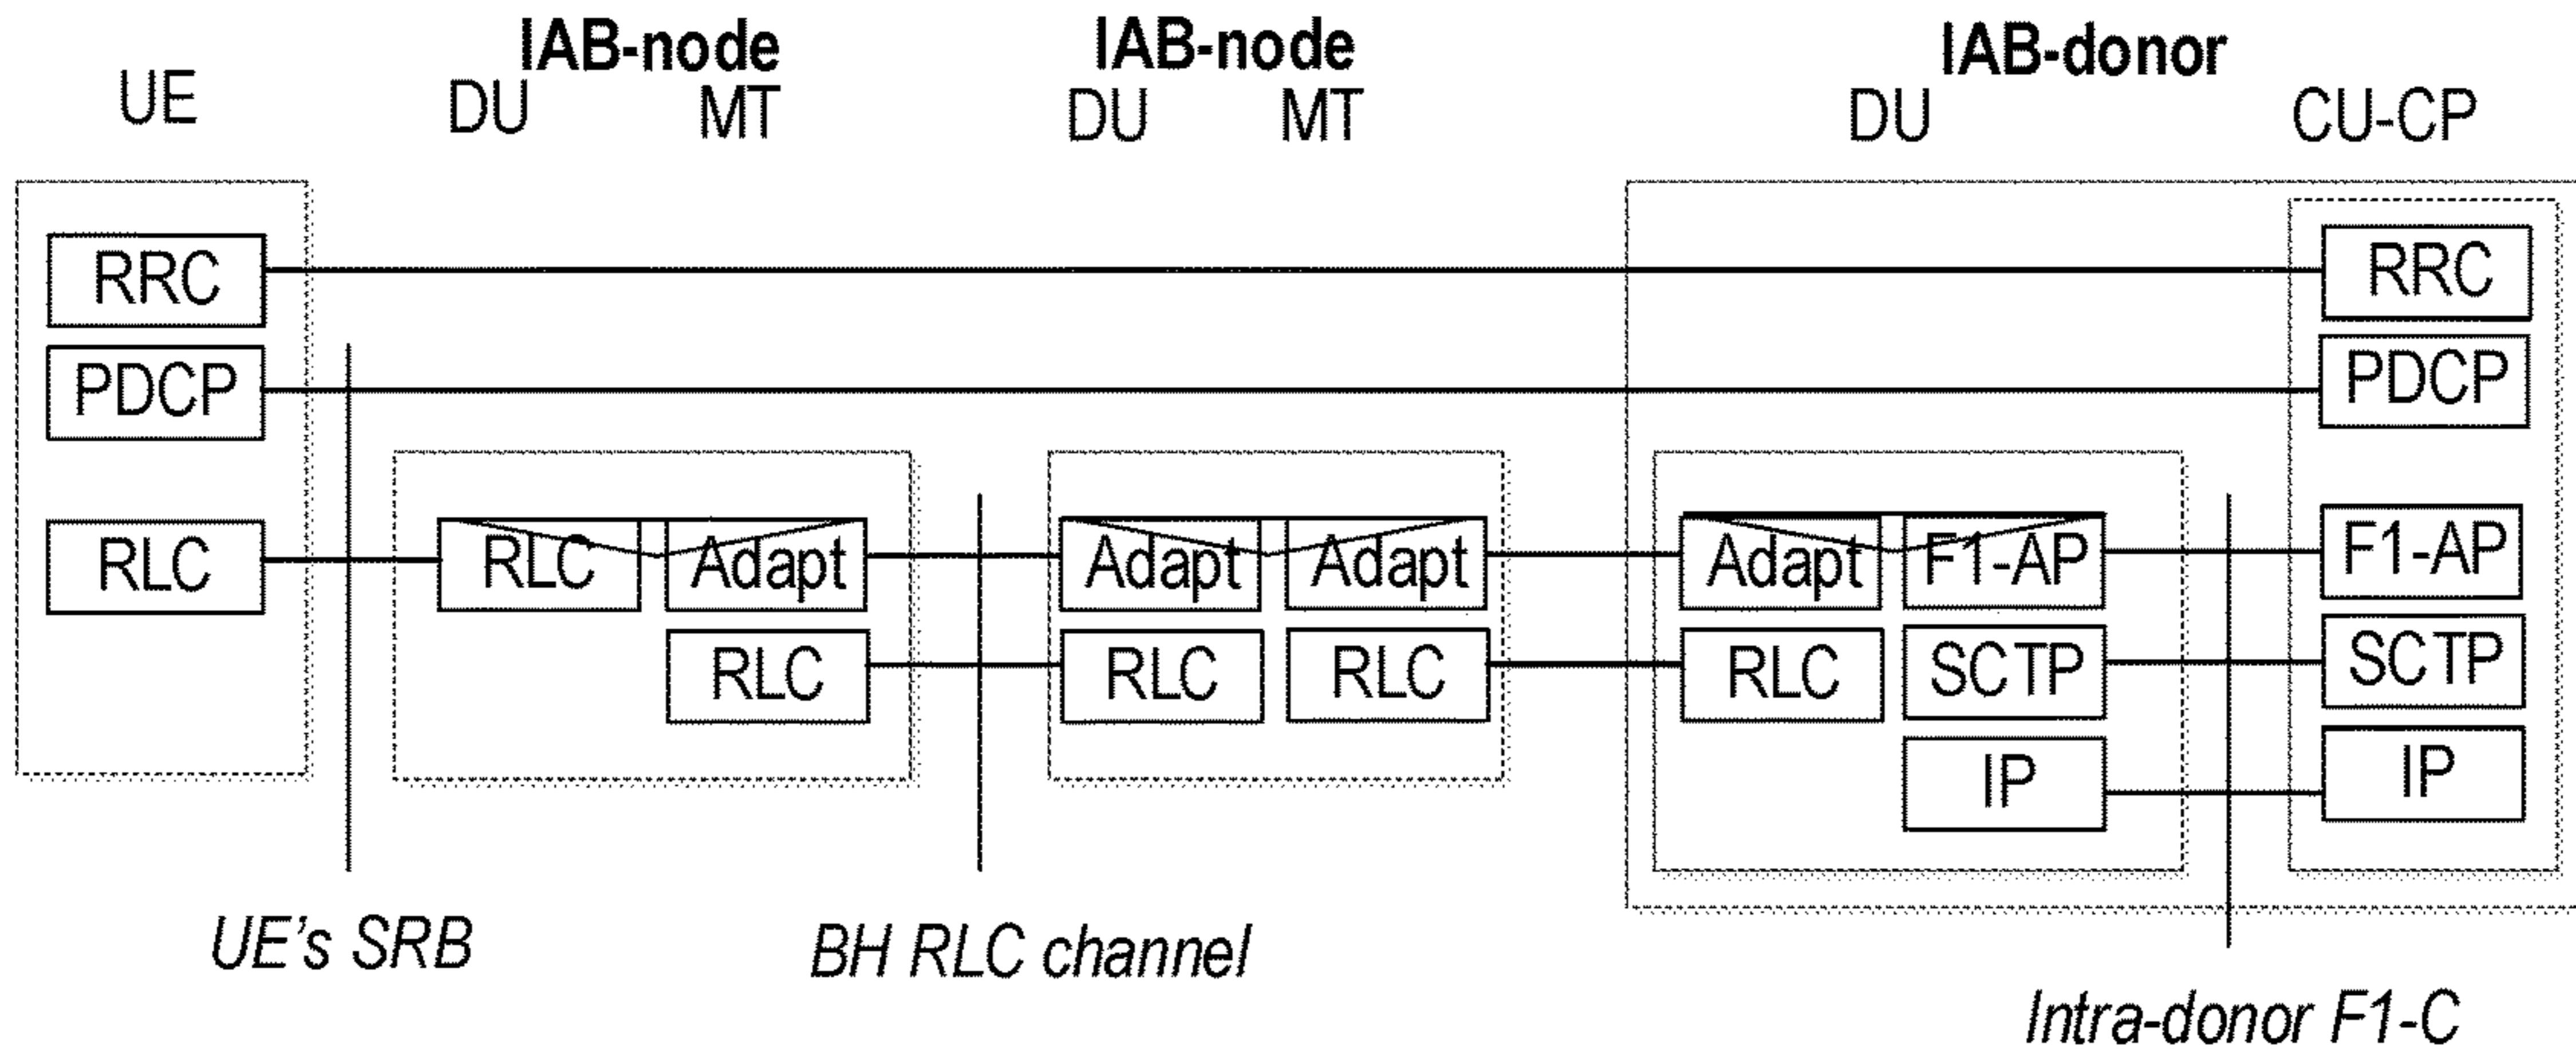 IAB-node IAB-node IAB-donor
UE DU MT DU MT DU CU-CP
RRC RRC
PDCP PDCP
RLC RLC Adapt Adapt Adapt Adapt F1-AP F1-AP
RLC RLC RLC RLC SCTP SCTP
IP IP
UE's SRB BH RLC channel
Intra-donor F1-C